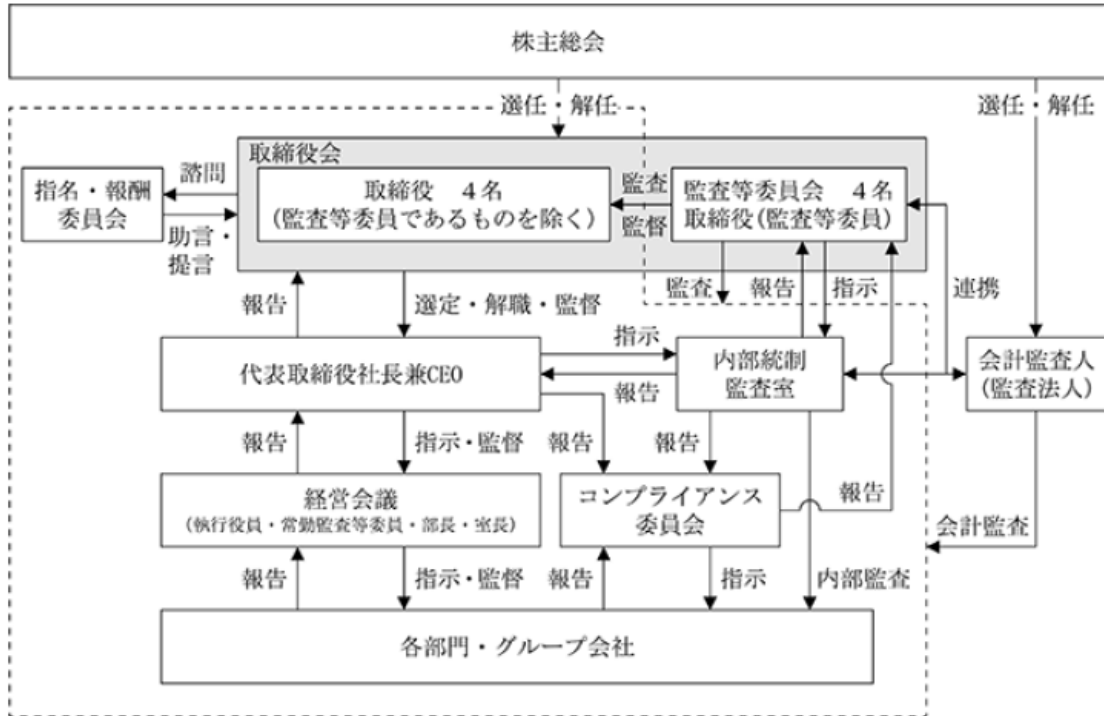 株主総会
選任・解任
選任・解任
取締役会
諮問
指名・報酬
委員会
取締役 4名
(監査等委員であるものを除く)
監査
監督
監査等委員会 4名
取締役(監査等委員)
助言・
提言
報告
選定・解職・監督
監査
報告
指示
連携
代表取締役社長兼CEO
指示
報告
内部統制
監査室
会計監査人
(監査法人)
報告
指示・監督
報告
報告
経営会議
(執行役員・常勤監査等委員・部長・室長)
コンプライアンス
委員会
報告
会計監査
報告
指示・監督
報告
指示
内部監査
各部門・グループ会社